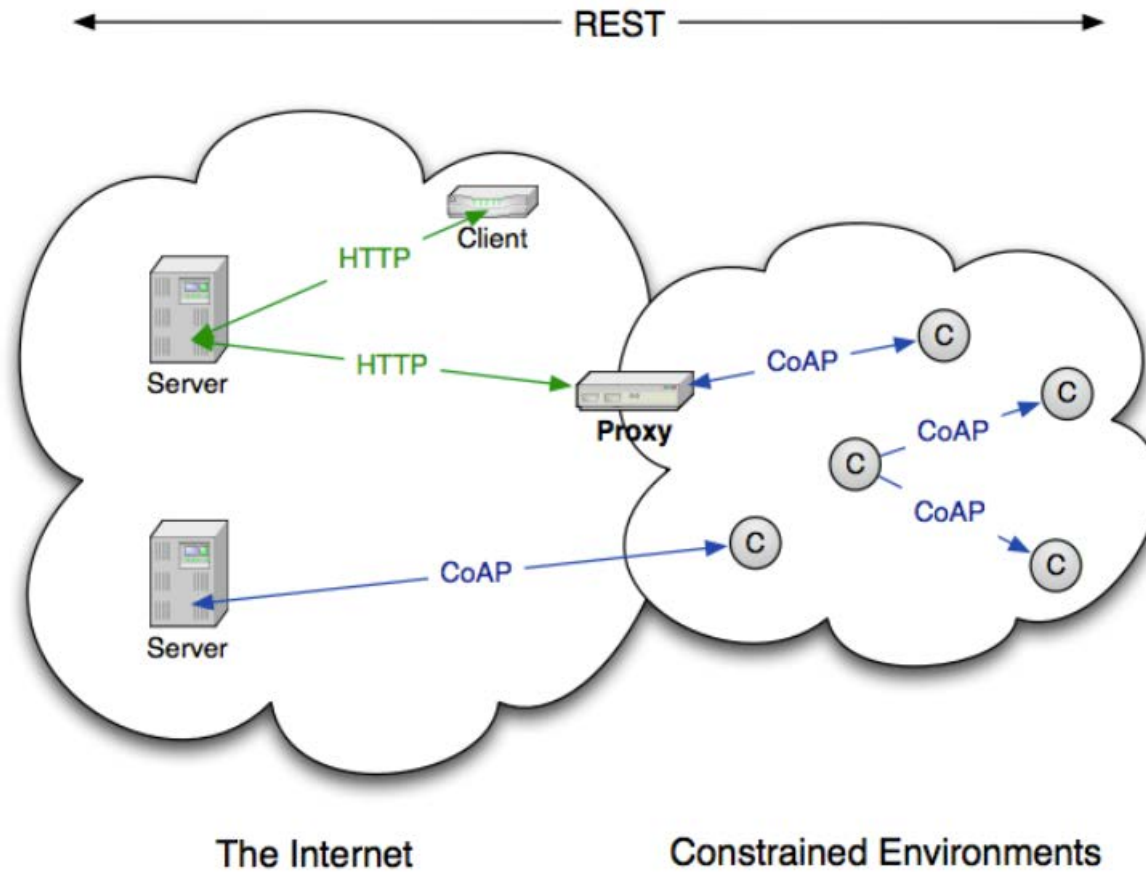 REST
Client
HTTP
Server
HTTP
CoAP
C
Proxy
C
CoAP
C
CoAP
C
CoAP
C
Server
The Internet
Constrained Environments